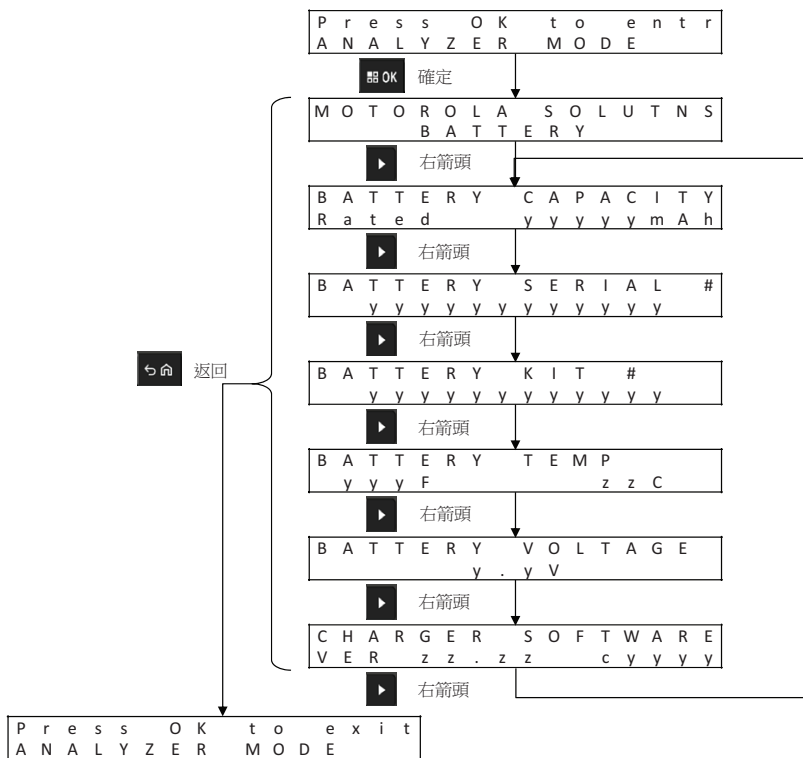 Press OK to entr
ANALYZER MODE
OK 確定
MOTOROLA SOLUTNS
BATTERY
右箭頭
BATTERY CAPACITY
Rated yyyyymAh
右箭頭
BATTERY SERIAL #
yyyyyyyyyyyy
右箭頭
BATTERY KIT #
yyyyyyyyyyyy
返回
右箭頭
BATTERY TEMP
yyyF zzC
右箭頭
BATTERY VOLTAGE
y.yV
右箭頭
CHARGER SOFTWARE
VER zz.zz cyyyy
右箭頭
Press OK to exit
ANALYZER MODE